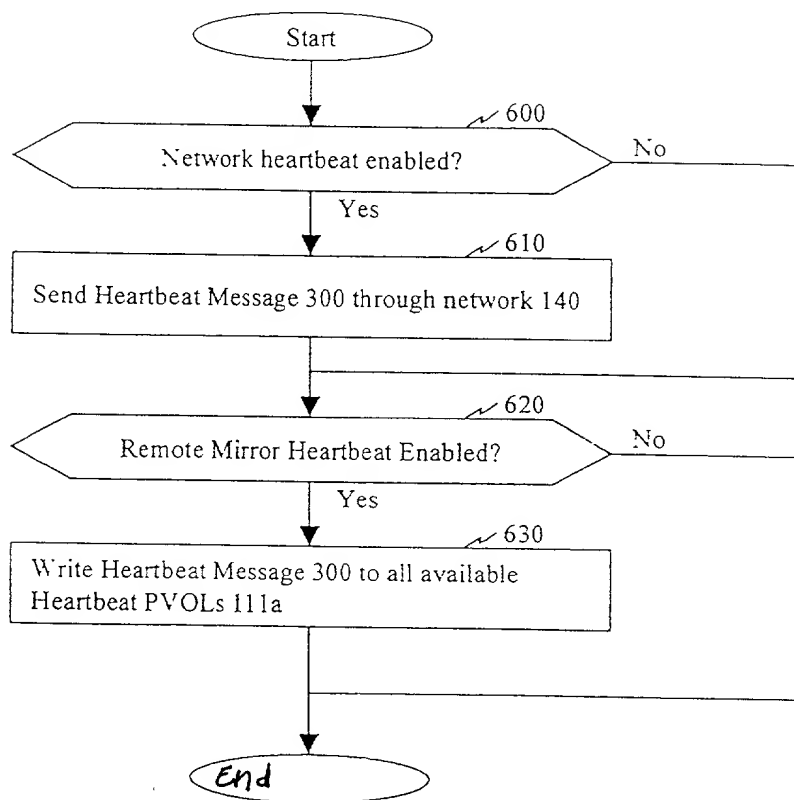 Start
600
Network heartbeat enabled?
No
Yes
610
Send Heartbeat Message 300 through network 140
620
Remote Mirror Heartbeat Enabled?
No
Yes
630
Write Heartbeat Message 300 to all available
Heartbeat PVOLs 111a
End